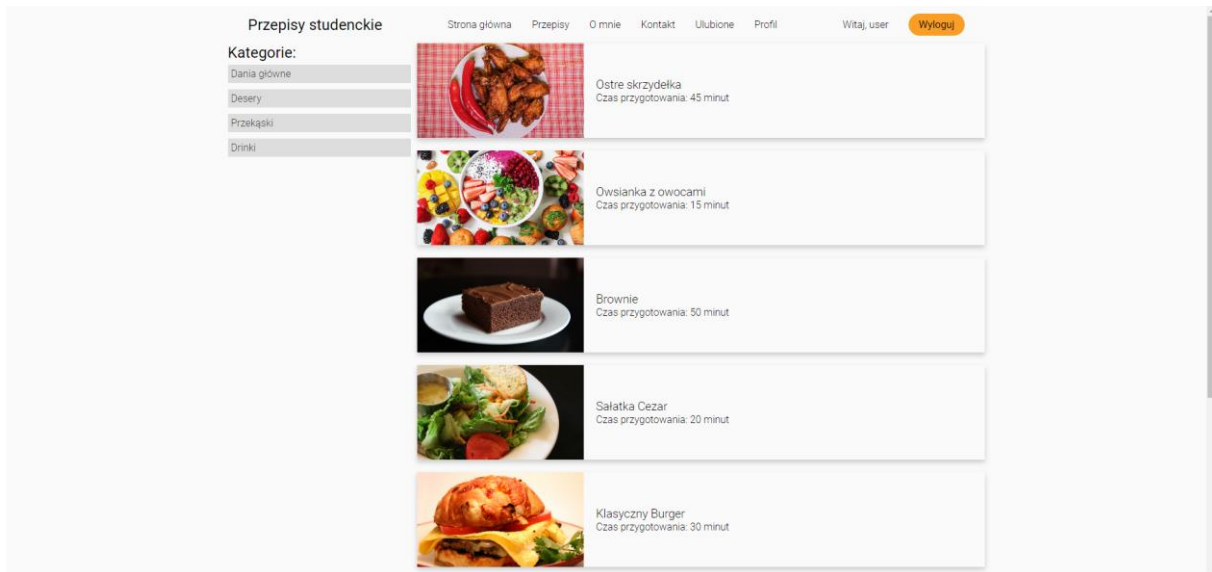 Przepisy studenckie
Strona główna Przepisy O mnie Kontakt Ulubione Profil Witaj, user Wyloguj
Kategorie:
Dania główne
Desery
Przekąski
Drinki
Ostre skrzydełka
Czas przygotowania: 45 minut
Owsianka z owocami
Czas przygotowania: 15 minut
Brownie
Czas przygotowania: 50 minut
Sałatka Cezar
Czas przygotowania: 20 minut
Klasyczny Burger
Czas przygotowania: 30 minut